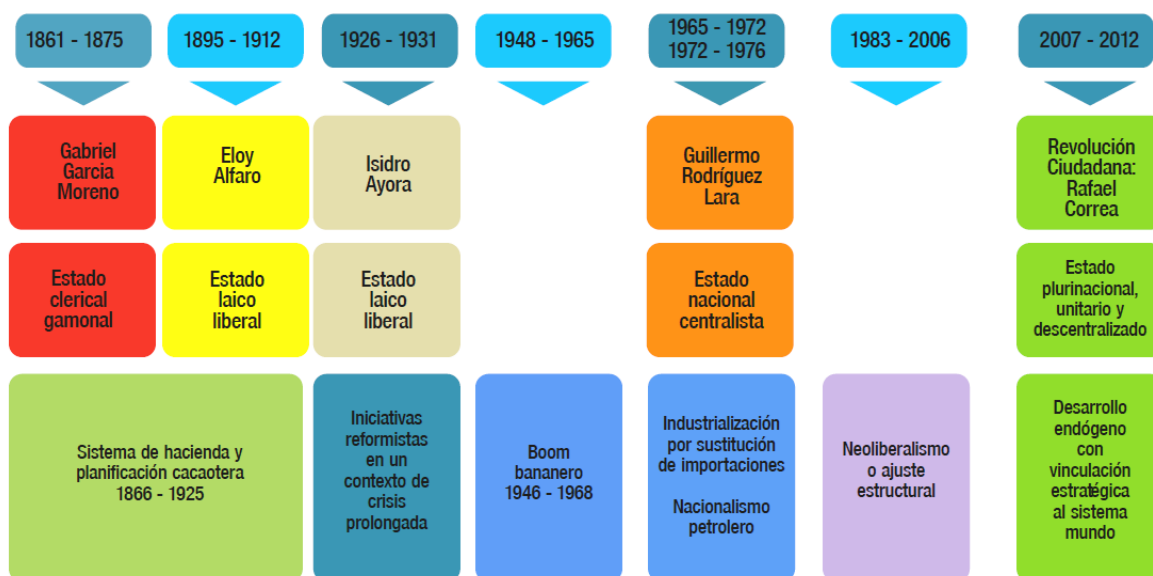 1861 - 1875
1895 - 1912
1926 - 1931
1948 - 1965
1965 - 1972
1972 - 1976
1983 - 2006
2007 - 2012
Gabriel
Garcia
Moreno
Eloy
Alfaro
Isidro
Ayora
Guillermo
Rodríguez
Lara
Revolución
Ciudadana:
Rafael
Correa
Estado
clerical
gamonal
Estado
laico
liberal
Estado
laico
liberal
Estado
nacional
centralista
Estado
plurinacional,
unitario y
descentralizado
Sistema de hacienda y
planificación cacaotera
1866 - 1925
Iniciativas
reformistas
en un
contexto de
crisis
prolongada
Boom
bananero
1946 - 1968
Industrialización
por sustitución
de importaciones
Nacionalismo
petrolero
Neoliberalismo
o ajuste
estructural
Desarrollo
endógeno
con
vinculación
estratégica
al sistema
mundo